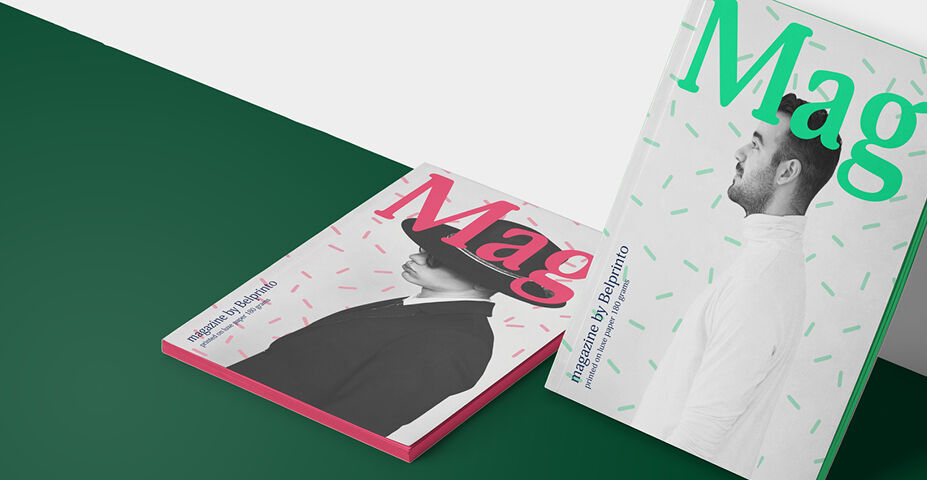 Mag
magazine by Belprinto
printed on luxe paper 180 grams
Mag
magazine by Belprinto
printed on luxe paper 180 grams